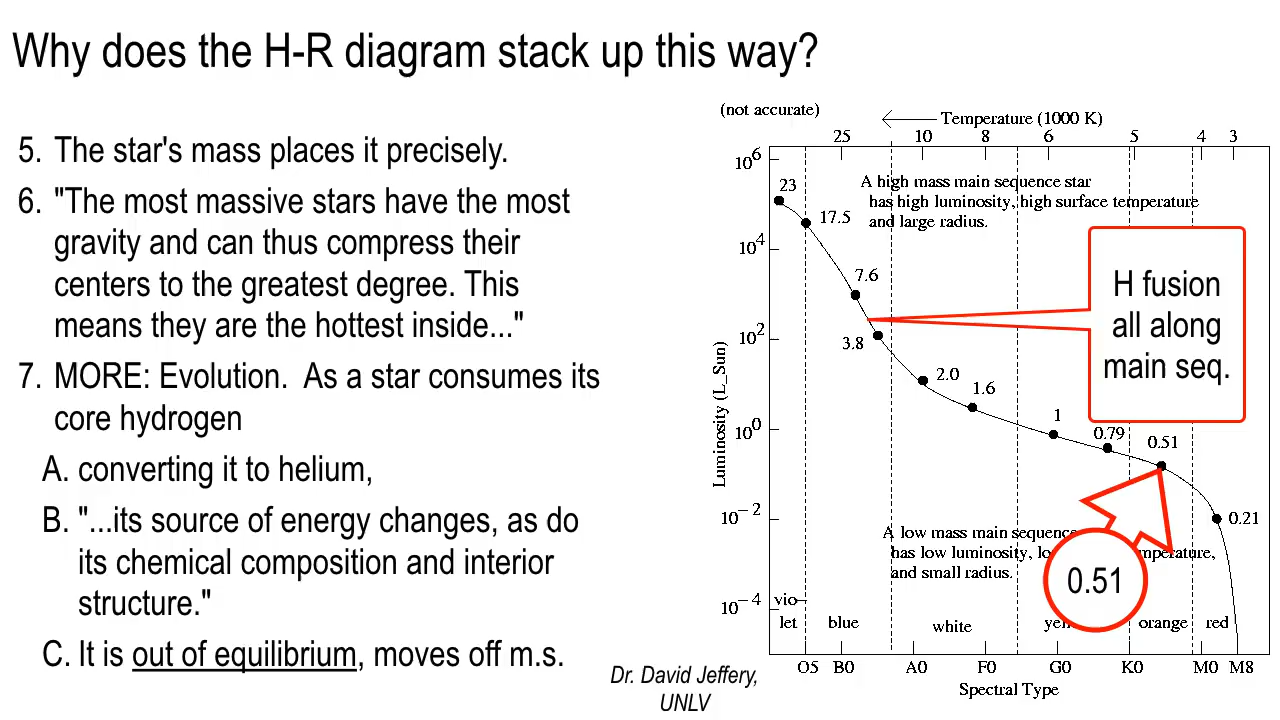 Why does the H-R diagram stack up this way?
5. The star's mass places it precisely.
6. "The most massive stars have the most
gravity and can thus compress their
centers to the greatest degree. This
means they are the hottest inside..."
7. MORE: Evolution. As a star consumes its
core hydrogen
A. converting it to helium,
B. "...its source of energy changes, as do
its chemical composition and interior
structure."
C. It is out of equilibrium, moves off m.s.
Dr. David Jeffery,
UNLV
(not accurate)
Temperature (1000 K)
25 10 8 6 5 4 3
10^6
10^4
10^2
10^0
10^-2
10^-4
Luminosity (L_Sun)
A high mass main sequence star
has high luminosity, high surface temperature
and large radius.
23
17.5
7.6
3.8
2.0
1.6
1
0.79
0.51
0.21
H fusion
all along
main seq.
A low mass main sequence
has low luminosity,
and small radius.
0.51
vio-
let blue white orange red
O5 B0 A0 F0 G0 K0 M0 M8
Spectral Type